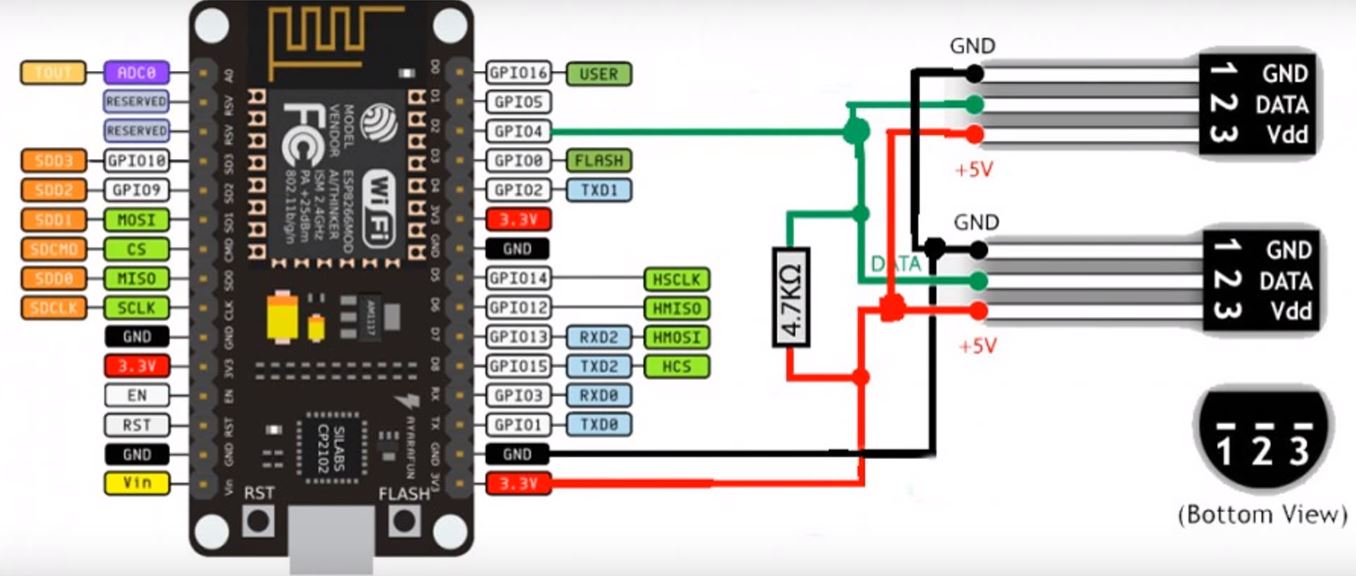 TOUT ADC0
RESERVED
RESERVED
SDD3 GPIO10
SDD2 GPIO9
SDD1 MOSI
SDCMD CS
SDD0 MISO
SDCLK SCLK
GND
3.3V
EN
RST
GND
Vin
A0
RSV
RSV
SD3
SD2
SD1
CMD
SD0
CLK
GND
3V3
EN
RST
GND
Vin
FC
MODEL
VENDOR
ESP8266MOD
AI/THINKER
ISM 2.4GHz
PA +25dBm
802.11b/g/n
WiFi
AM1117
SILABS
CP2102
AYARAFUN
RST
FLASH
D0
D1
D2
D3
D4
3V3
GND
D5
D6
D7
D8
RX
TX
GND
3V3
GPIO16 USER
GPIO5
GPIO4
GPIO0 FLASH
GPIO2 TXD1
3.3V
GND
GPIO14 HSCLK
GPIO12 HMISO
GPIO13 RXD2 HMOSI
GPIO15 TXD2 HCS
GPIO3 RXD0
GPIO1 TXD0
GND
3.3V
4.7KΩ
DATA
GND
+5V
1 GND
2 DATA
3 Vdd
GND
+5V
1 GND
2 DATA
3 Vdd
1 2 3
(Bottom View)